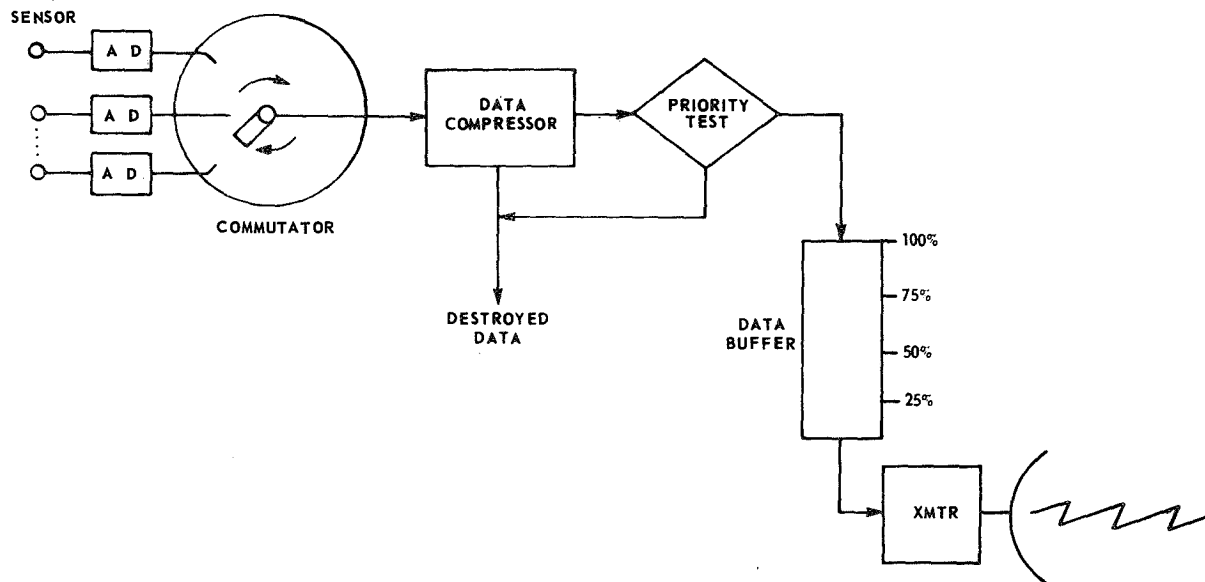 SENSOR
A D
A D
A D
COMMUTATOR
DATA
COMPRESSOR
PRIORITY
TEST
DESTROYED
DATA
DATA
BUFFER
100%
75%
50%
25%
XMTR